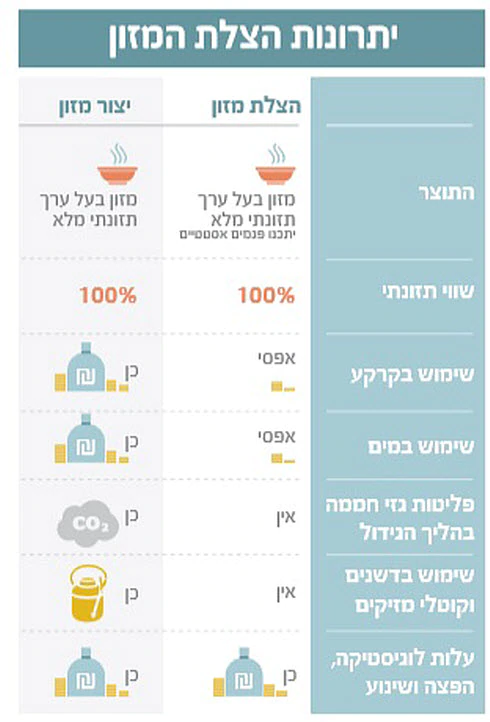 יתרונות הצלת המזון
הצלת מזון
יצור מזון
התוצר
מזון בעל ערך
תזונתי מלא
יתכנו פגמים אסטטיים
מזון בעל ערך
תזונתי מלא
שווי תזונתי
100%
100%
שימוש בקרקע
אפסי
כן
₪
שימוש במים
אפסי
כן
₪
פליטות גזי חממה
בהליך הגידול
אין
כן
CO₂
שימוש בדשנים
וקוטלי מזיקים
אין
כן
עלות לוגיסטיקה,
הפצה ושינוע
כן
₪
כן
₪